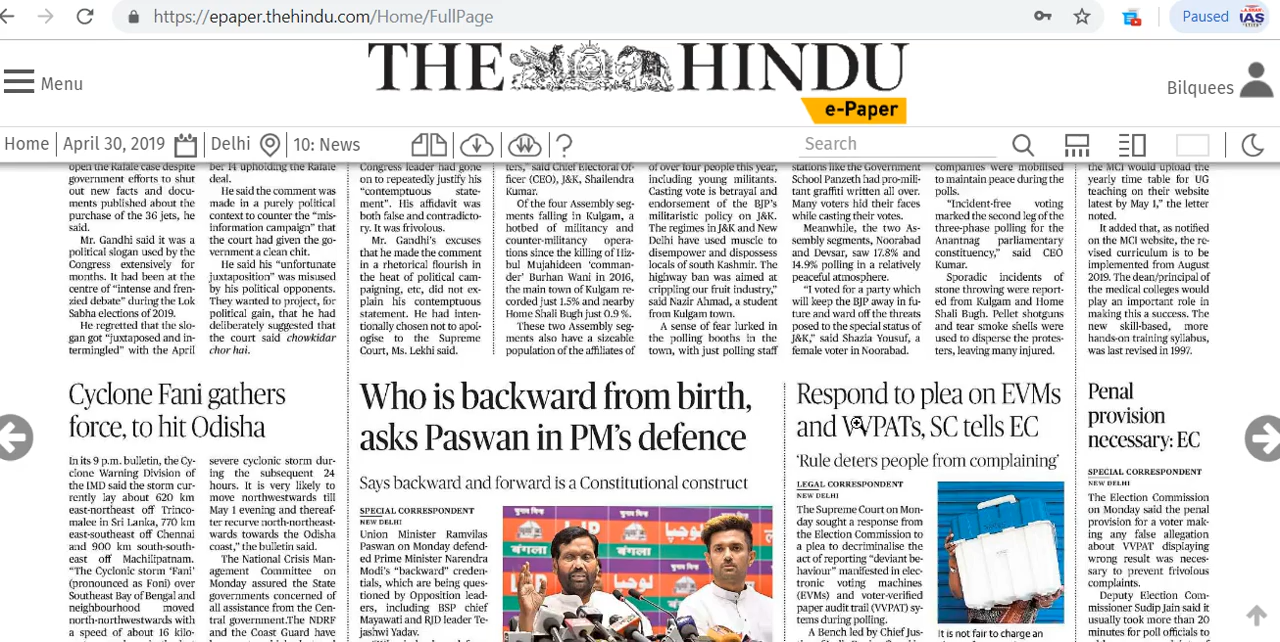 https://epaper.thehindu.com/Home/FullPage
Paused
IAS
Menu
THE HINDU
e-Paper
Bilquees
Home
April 30, 2019
Delhi
10: News
?
Search
open the Rafale case despite
government efforts to shut
out new facts and docu-
ments published about the
purchase of the 36 jets, he
said.
Mr. Gandhi said it was a
political slogan used by the
Congress extensively for
months. It had been at the
centre of “intense and fren-
zied debate” during the Lok
Sabha elections of 2019.
He regretted that the slo-
gan got “juxtaposed and in-
termingled” with the April
ber 14 upholding the Rafale
deal.
He said the comment was
made in a purely political
context to counter the “mis-
information campaign” that
the court had given the go-
vernment a clean chit.
He said his “unfortunate
juxtaposition” was misused
by his political opponents.
They wanted to project, for
political gain, that he had
deliberately suggested that
the court said chowkidar
chor hai.
Congress leader had gone
on to repeatedly justify his
“contemptuous state-
ment”. His affidavit was
both false and contradicto-
ry. It was frivolous.
Mr. Gandhi’s excuses
that he made the comment
in a rhetorical flourish in
the heat of political cam-
paigning, etc, did not ex-
plain his contemptuous
statement. He had inten-
tionally chosen not to apol-
ogise to the Supreme
Court, Ms. Lekhi said.
ters,” said Chief Electoral Of-
ficer (CEO), J&K, Shailendra
Kumar.
Of the four Assembly seg-
ments falling in Kulgam, a
hotbed of militancy and
counter-militancy opera-
tions since the killing of Hiz-
bul Mujahideen ‘comman-
der’ Burhan Wani in 2016,
the main town of Kulgam re-
corded just 1.5% and nearby
Home Shali Bugh just 0.9 %.
These two Assembly seg-
ments also have a sizeable
population of the affiliates of
of over four people this year,
including young militants.
Casting vote is betrayal and
endorsement of the BJP’s
militaristic policy on J&K.
The regimes in J&K and New
Delhi have used muscle to
disempower and dispossess
locals of south Kashmir. The
highway ban was aimed at
crippling our fruit industry,”
said Nazir Ahmad, a student
from Kulgam town.
A sense of fear lurked in
the polling booths in the
town, with just polling staff
stations like the Government
School Panzeth had pro-mili-
tant graffiti written all over.
Many voters hid their faces
while casting their votes.
Meanwhile, the two As-
sembly segments, Noorabad
and Devsar, saw 17.8% and
14.9% polling in a relatively
peaceful atmosphere.
“I voted for a party which
will keep the BJP away in fu-
ture and ward off the threats
posed to the special status of
J&K,” said Shazia Yousuf, a
female voter in Noorabad.
companies were mobilised
to maintain peace during the
polls.
“Incident-free voting
marked the second leg of the
three-phase polling for the
Anantnag parliamentary
constituency,” said CEO
Kumar.
Sporadic incidents of
stone throwing were report-
ed from Kulgam and Home
Shali Bugh. Pellet shotguns
and tear smoke shells were
used to disperse the protes-
ters, leaving many injured.
the MCI would upload the
yearly time table for UG
teaching on their website
latest by May 1,” the letter
noted.
It added that, as notified
on the MCI website, the re-
vised curriculum is to be
implemented from August
2019. The dean/principal of
the medical colleges would
play an important role in
making this a success. The
new skill-based, more
hands-on training syllabus,
was last revised in 1997.
Cyclone Fani gathers
force, to hit Odisha
In its 9 p.m. bulletin, the Cy-
clone Warning Division of
the IMD said the storm cur-
rently lay about 620 km
east-northeast off Trinco-
malee in Sri Lanka, 770 km
east-southeast off Chennai
and 900 km south-south-
east off Machilipatnam.
“The Cyclonic storm ‘Fani’
(pronounced as Foni) over
Southeast Bay of Bengal and
neighbourhood moved
north-northwestwards with
a speed of about 16 kilo-
severe cyclonic storm dur-
ing the subsequent 24
hours. It is very likely to
move northwestwards till
May 1 evening and thereaf-
ter recurve north-northeast-
wards towards the Odisha
coast,” the bulletin said.
The National Crisis Man-
agement Committee on
Monday assured the State
governments concerned of
all assistance from the Cen-
tral government.The NDRF
and the Coast Guard have
Who is backward from birth,
asks Paswan in PM’s defence
Says backward and forward is a Constitutional construct
SPECIAL CORRESPONDENT
NEW DELHI
Union Minister Ramvilas
Paswan on Monday defend-
ed Prime Minister Narendra
Modi’s “backward” creden-
tials, which are being ques-
tioned by Opposition lead-
ers, including BSP chief
Mayawati and RJD leader Te-
jashwi Yadav.
चुनाव चिन्ह
बंगला
Respond to plea on EVMs
and VVPATs, SC tells EC
‘Rule deters people from complaining’
LEGAL CORRESPONDENT
NEW DELHI
The Supreme Court on Mon-
day sought a response from
the Election Commission to
a plea to decriminalise the
act of reporting “deviant be-
haviour” manifested in elec-
tronic voting machines
(EVMs) and voter-verified
paper audit trail (VVPAT) sy-
tems during polling.
A Bench led by Chief Jus-
It is not fair to charge an
Penal
provision
necessary: EC
SPECIAL CORRESPONDENT
NEW DELHI
The Election Commission
on Monday said the penal
provision for a voter mak-
ing any false allegation
about VVPAT displaying
wrong result was neces-
sary to prevent frivolous
complaints.
Deputy Election Com-
missioner Sudip Jain said it
usually took more than 20
minutes for poll officials to